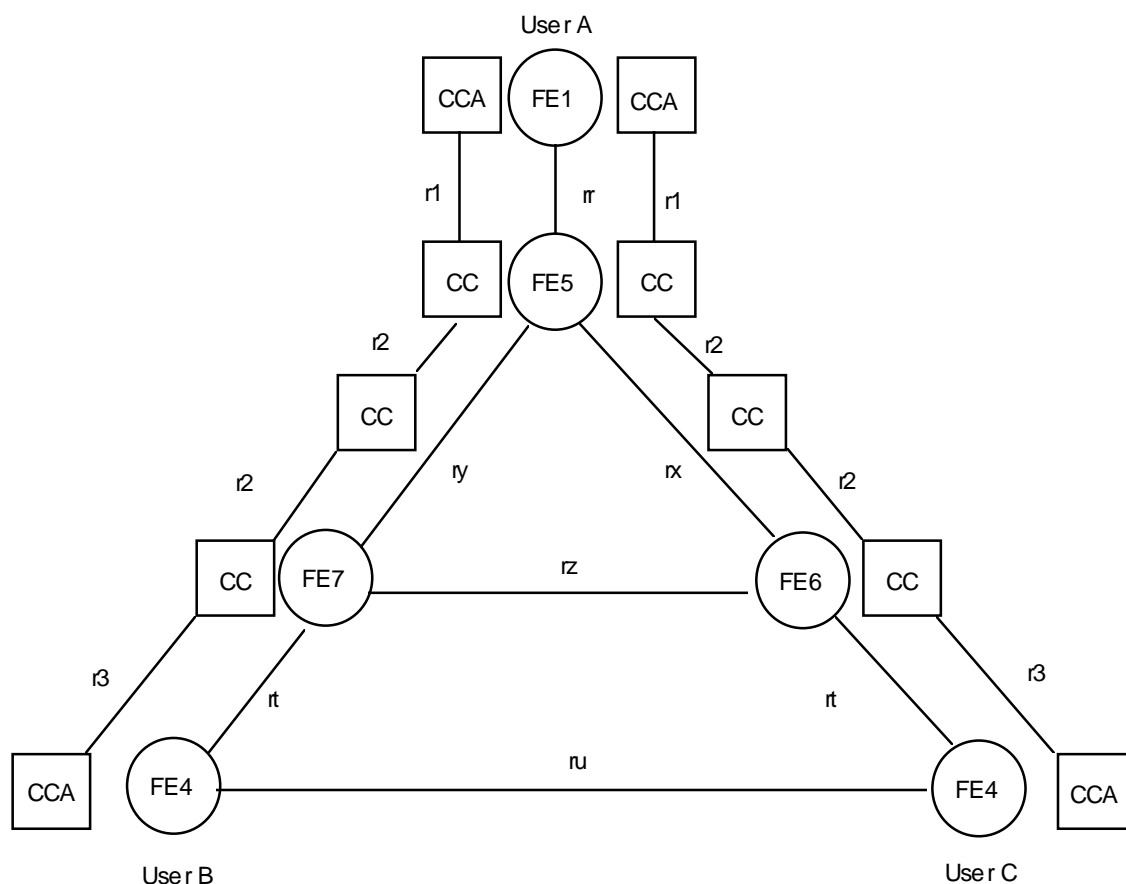 User A
CCA FE1 CCA
r1 rr r1
CC FE5 CC
r2 r2
CC CC
r2 ry rx r2
CC FE7 rz FE6 CC
r3 rt rt r3
CCA FE4 ru FE4 CCA
User B User C